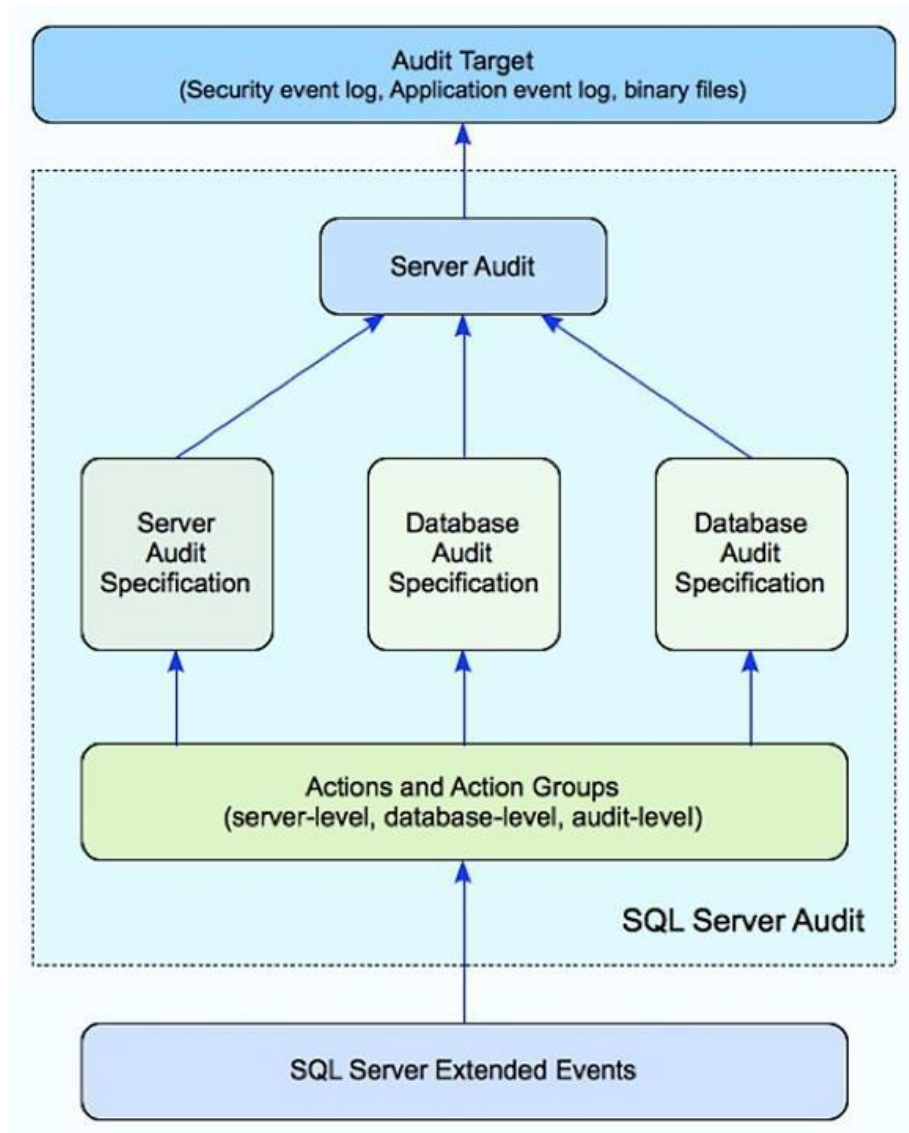 Audit Target
(Security event log, Application event log, binary files)
Server Audit
Server
Audit
Specification
Database
Audit
Specification
Database
Audit
Specification
Actions and Action Groups
(server-level, database-level, audit-level)
SQL Server Audit
SQL Server Extended Events